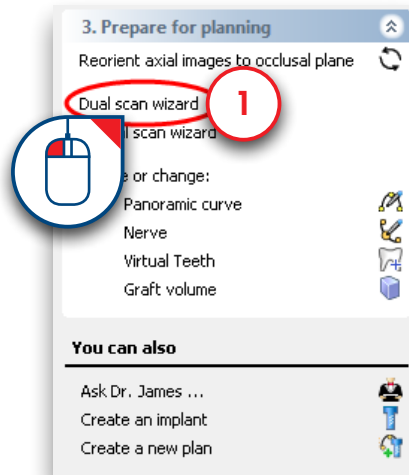 3. Prepare for planning
Reorient axial images to occlusal plane
Dual scan wizard
1
scan wizard
or change:
Panoramic curve
Nerve
Virtual Teeth
Graft volume
You can also
Ask Dr. James ...
Create an implant
Create a new plan